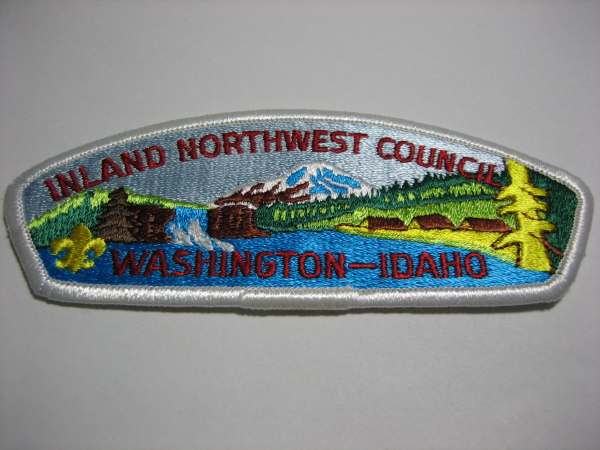 INLAND NORTHWEST COUNCIL
WASHINGTON—IDAHO